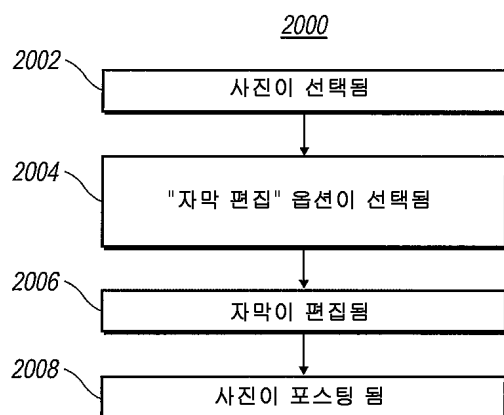 2000
2002
사진이 선택됨
2004
"자막 편집" 옵션이 선택됨
2006
자막이 편집됨
2008
사진이 포스팅 됨